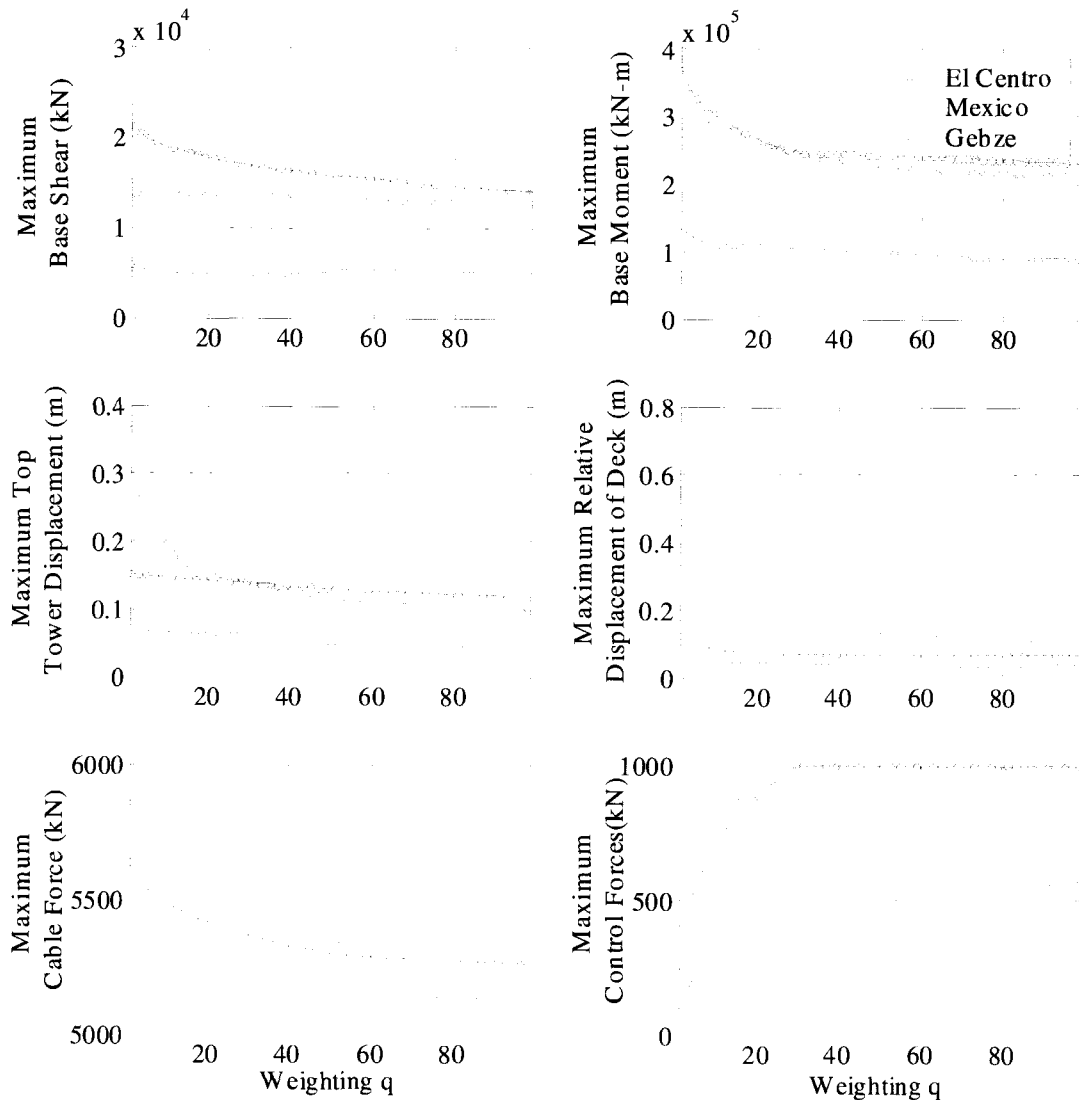 x 10^4
3
2
1
0
20 40 60 80
Maximum
Base Shear (kN)
x 10^5
4
3
2
1
0
20 40 60 80
Maximum
Base Moment (kN-m)
El Centro
Mexico
Gebze
0.4
0.3
0.2
0.1
0
20 40 60 80
Maximum Top
Tower Displacement (m)
0.8
0.6
0.4
0.2
0
20 40 60 80
Maximum Relative
Displacement of Deck (m)
6000
5500
5000
20 40 60 80
Maximum
Cable Force (kN)
Weighting q
1000
500
0
20 40 60 80
Maximum
Control Forces(kN)
Weighting q